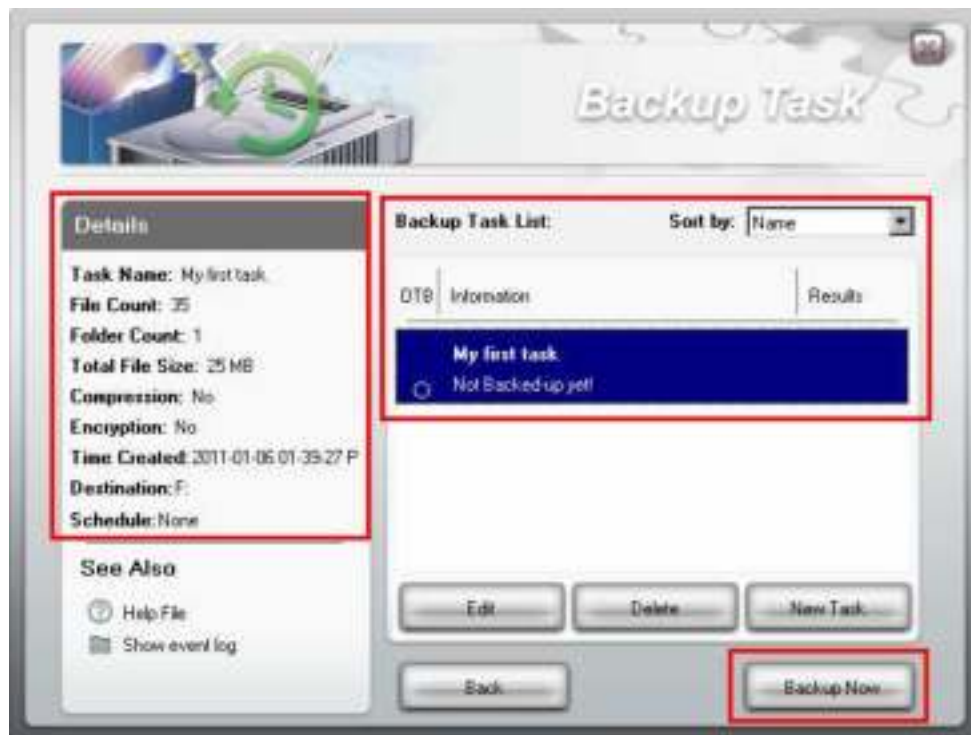 Backup Task
Details
Task Name: My first task.
File Count: 35
Folder Count: 1
Total File Size: 25 MB
Compression: No
Encryption: No
Time Created: 2011-01-06 01-39-27 P
Destination: F:
Schedule: None
See Also
Help File
Show event log
Backup Task List:
Sort by: Name
OTB Information Results
My first task.
Not Backed-up yet!
Edit Delete New Task
Back Backup Now